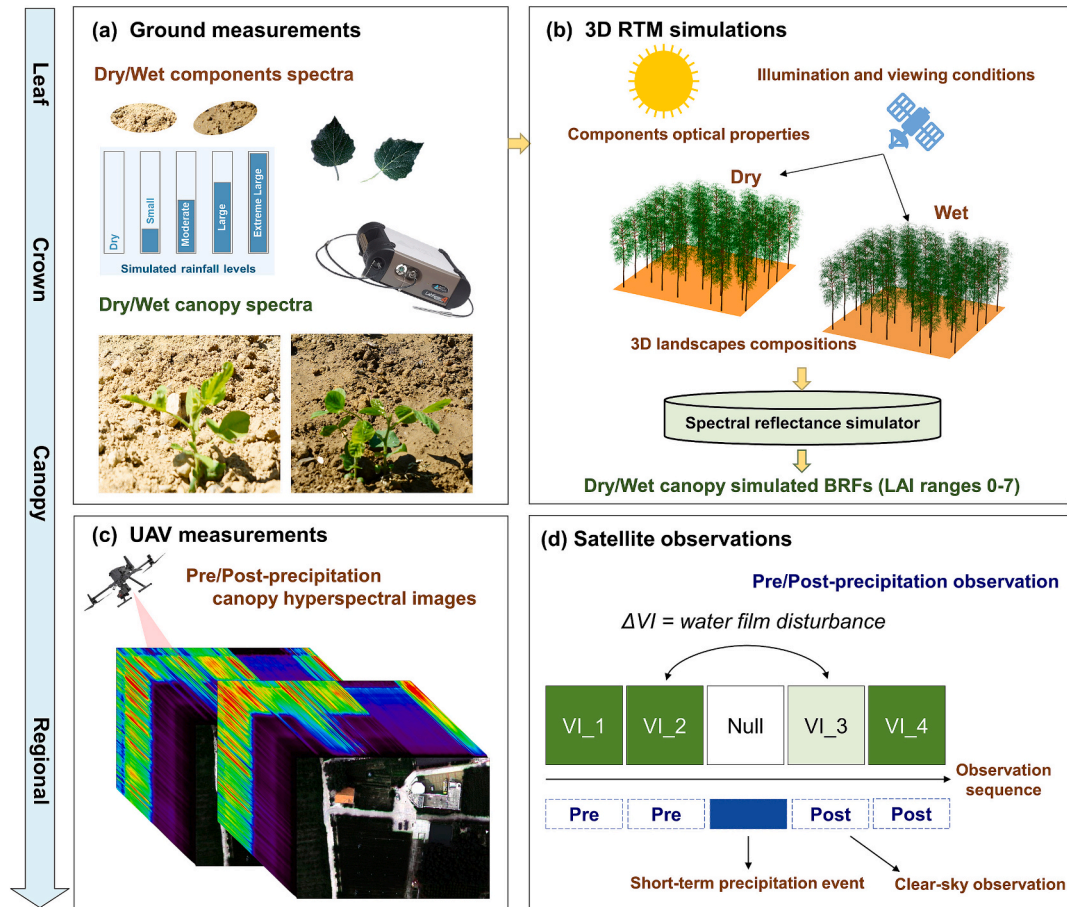 Leaf
Crown
Canopy
Regional
(a) Ground measurements
Dry/Wet components spectra
Dry
Small
Moderate
Large
Extreme Large
Simulated rainfall levels
Dry/Wet canopy spectra
(b) 3D RTM simulations
Illumination and viewing conditions
Components optical properties
Dry
Wet
3D landscapes compositions
Spectral reflectance simulator
Dry/Wet canopy simulated BRFs (LAI ranges 0-7)
(c) UAV measurements
Pre/Post-precipitation
canopy hyperspectral images
(d) Satellite observations
Pre/Post-precipitation observation
ΔVI = water film disturbance
VI_1 VI_2 Null VI_3 VI_4
Observation
sequence
Pre Pre Post Post
Short-term precipitation event
Clear-sky observation